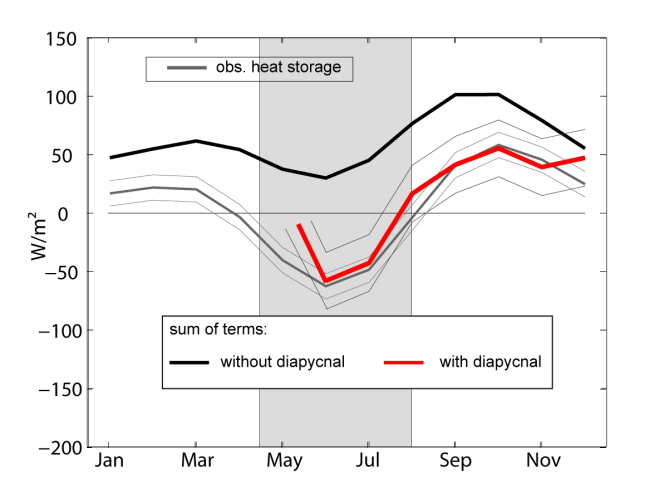 150
obs. heat storage
100
50
0
W/m²
−50
−100
sum of terms:
without diapycnal with diapycnal
−150
−200
Jan Mar May Jul Sep Nov